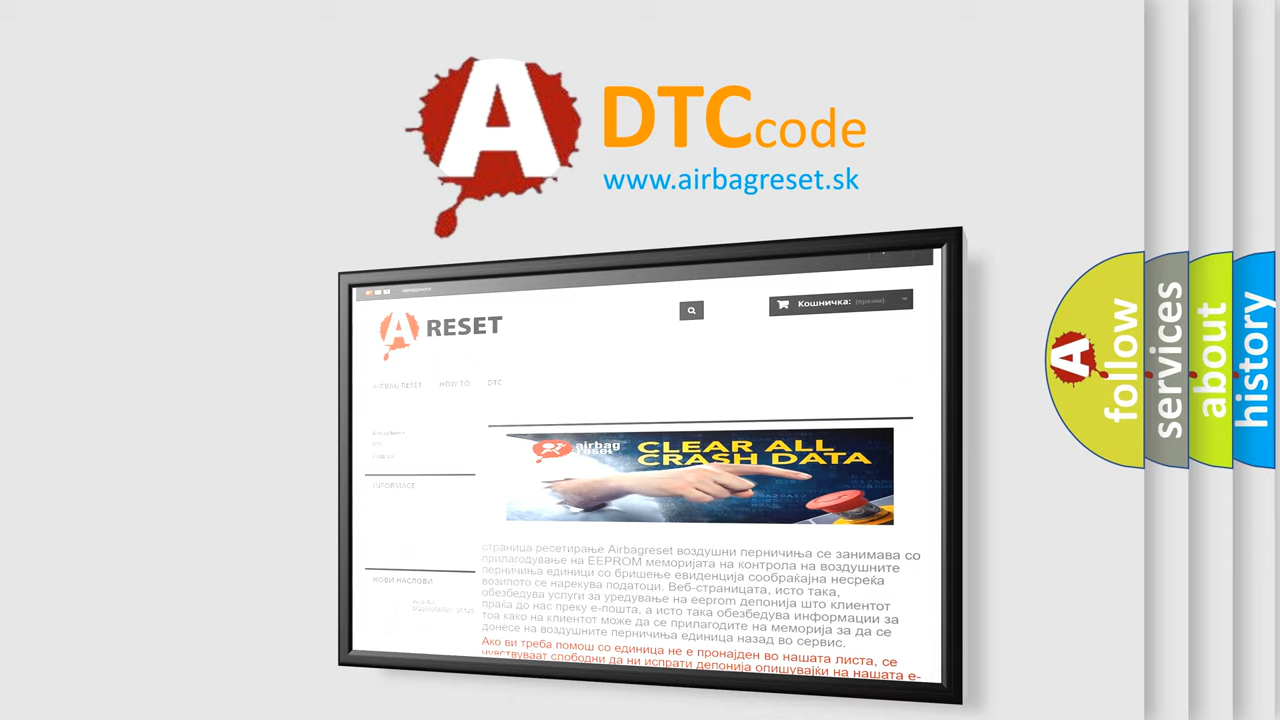 A
DTCcode
www.airbagreset.sk
A RESET
Кошничка: (празна)
AIRBAG RESET HOW TO DTC
INFORMACE
airbag
reset
CLEAR ALL
CRASH DATA
страница ресетирање Airbagreset воздушни перничиња се занимава со
прилагодување на EEPROM меморијата на контрола на воздушните
перничиња единици со бришење евиденција сообраќајна несреќа
возилото се нарекува податоци. Веб-страницата, исто така,
обезбедува услуги за уредување на eeprom депонија што клиентот
праќа до нас преку е-пошта, а исто така обезбедува информации за
тоа како на клиентот може да се прилагодите на меморија за да се
донесе на воздушните перничиња единица назад во сервис.
Ако ви треба помош со единица не е пронајден во нашата листа, се
чувствуваат слободни да ни испрати депонија опишувајќи на нашата е-
НОВИ НАСЛОВИ
A
follow
services
about
history